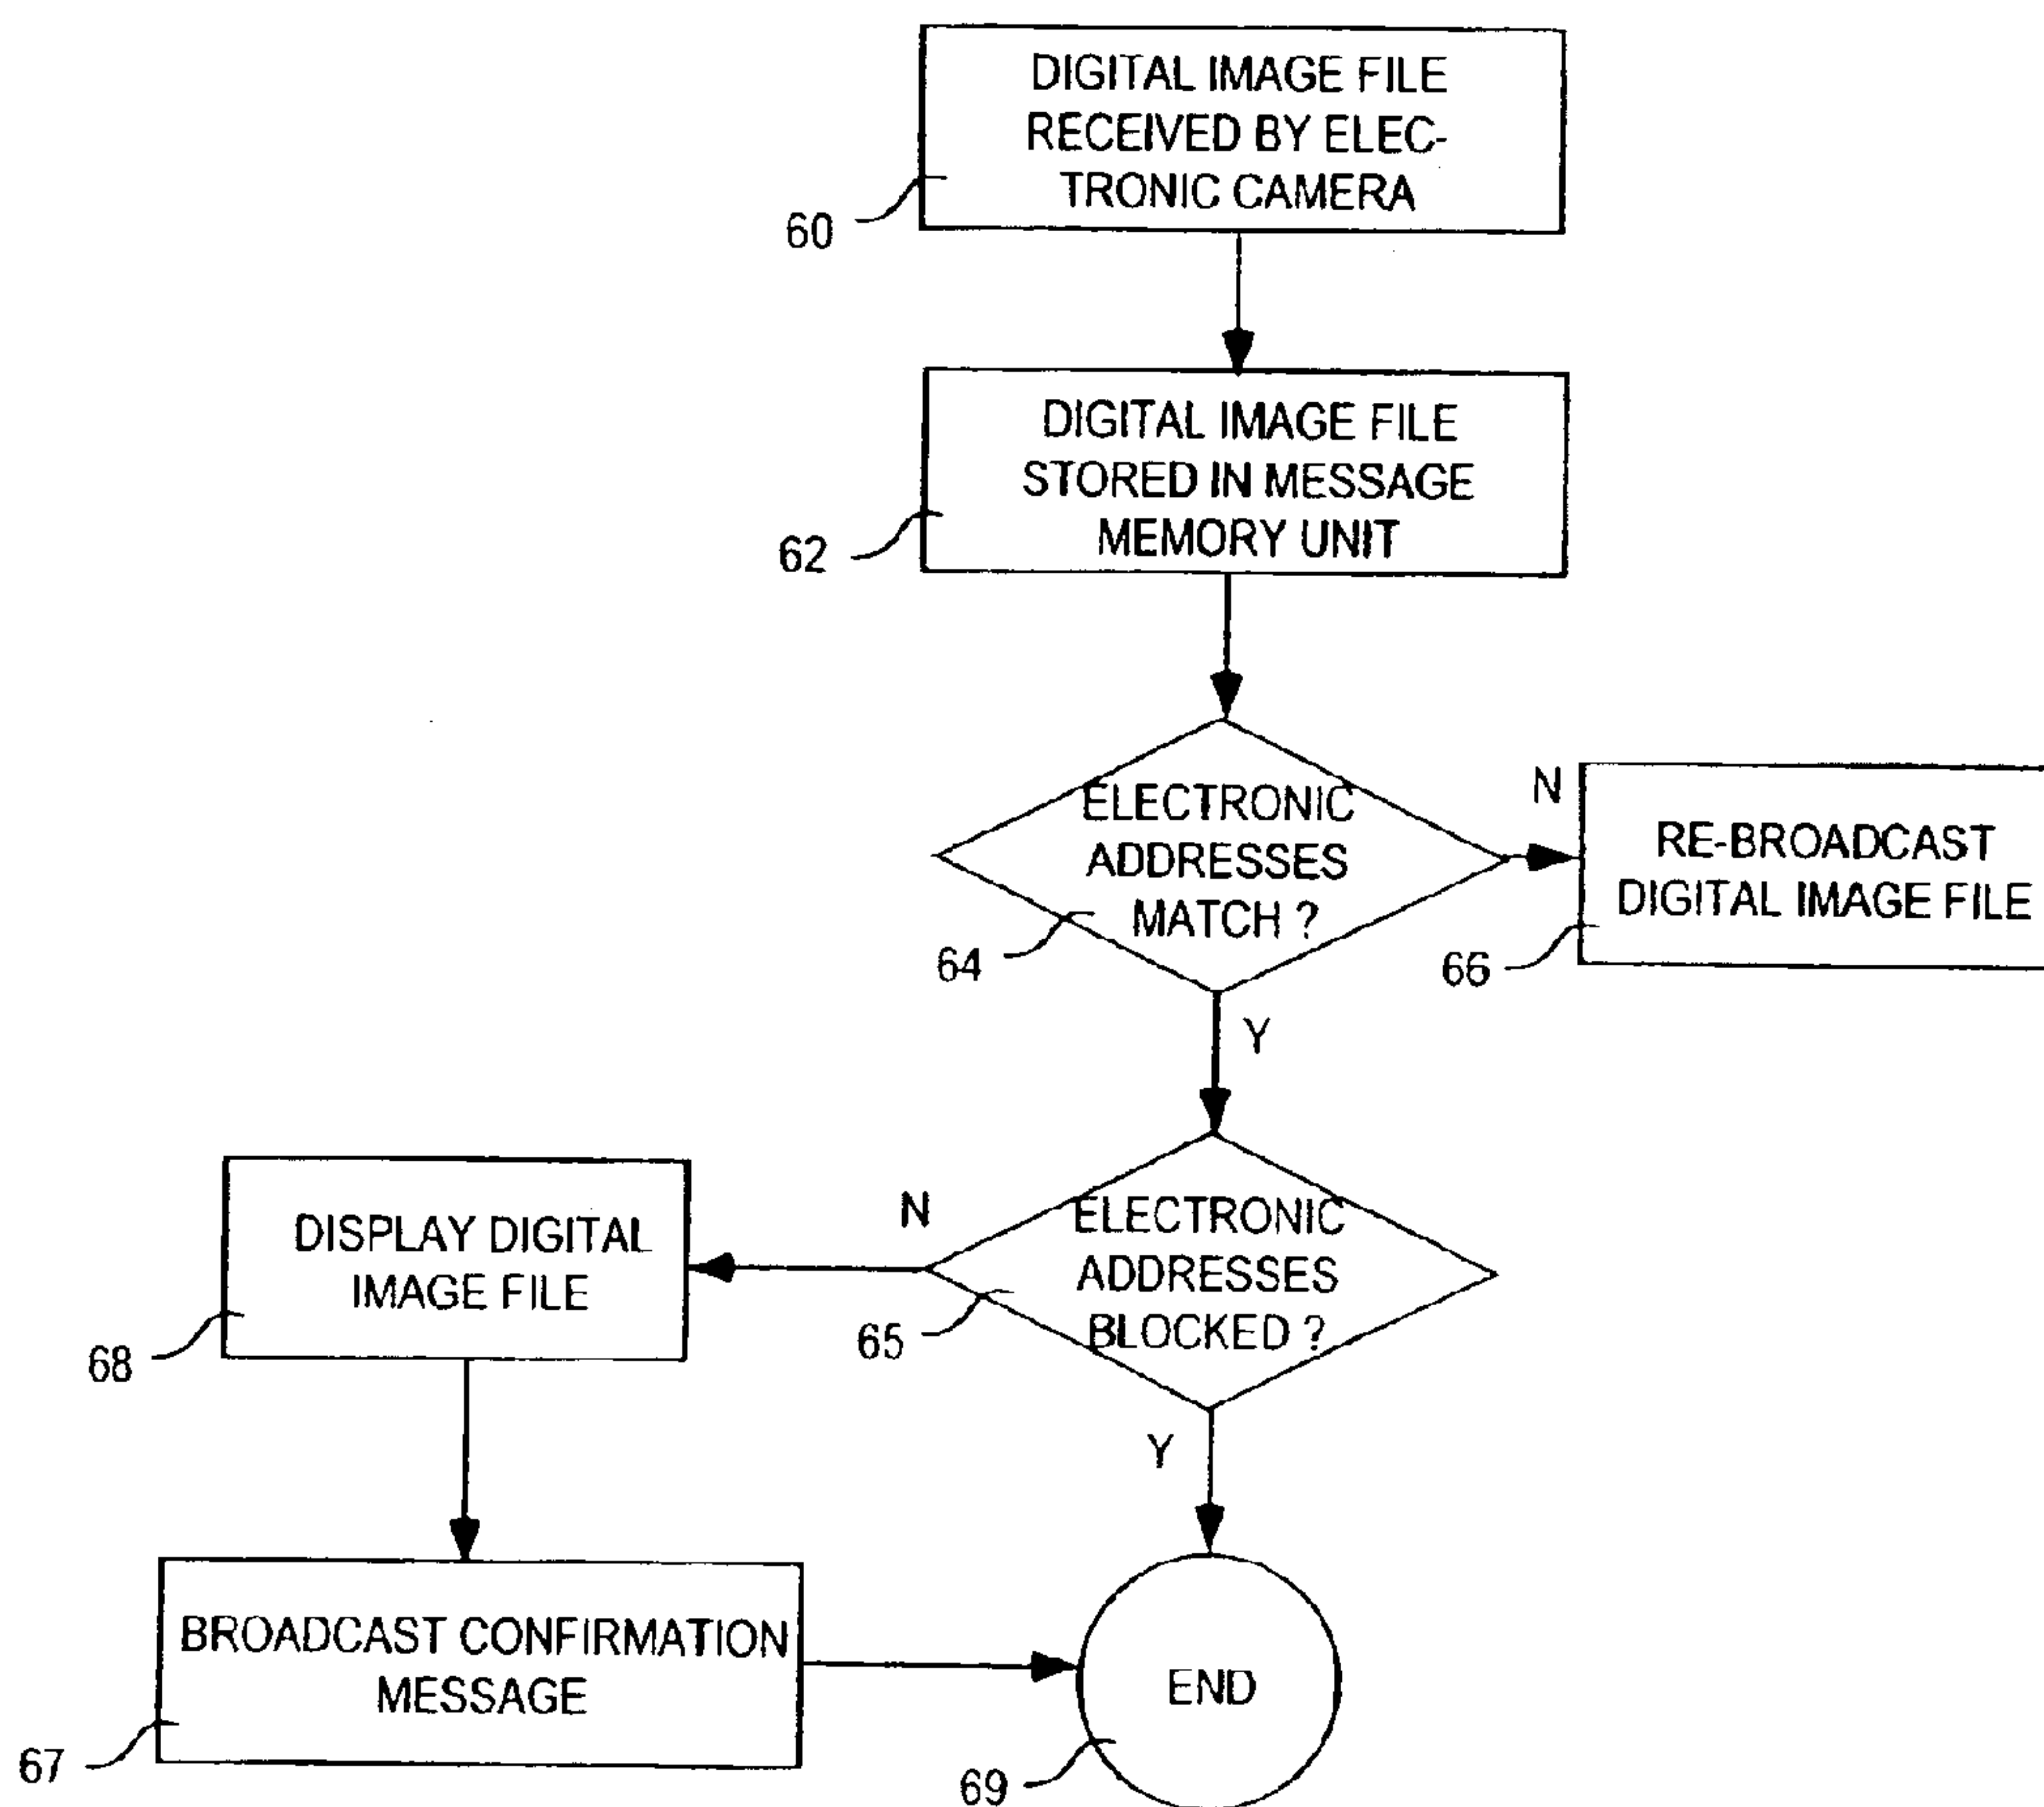 DIGITAL IMAGE FILE
RECEIVED BY ELEC-
TRONIC CAMERA
60
DIGITAL IMAGE FILE
STORED IN MESSAGE
MEMORY UNIT
62
ELECTRONIC
ADDRESSES
MATCH ?
64
N
RE-BROADCAST
DIGITAL IMAGE FILE
66
Y
ELECTRONIC
ADDRESSES
BLOCKED ?
65
N
DISPLAY DIGITAL
IMAGE FILE
68
Y
BROADCAST CONFIRMATION
MESSAGE
67
END
69